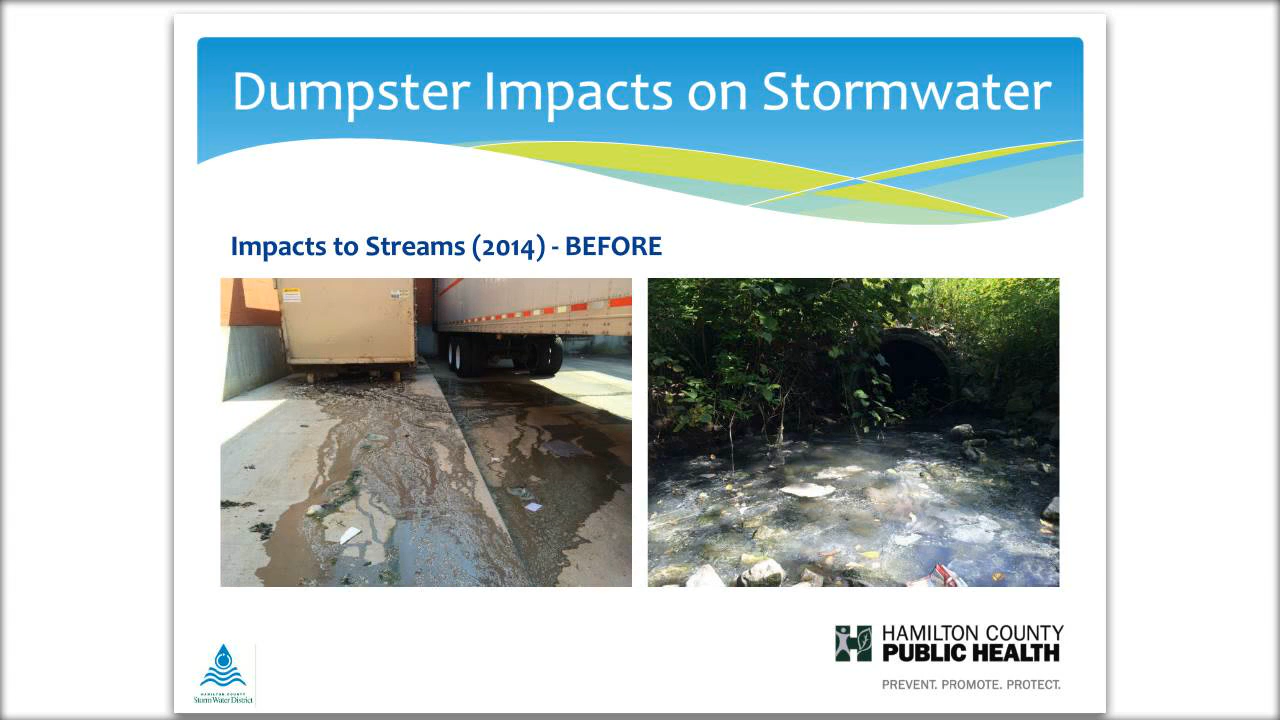 Dumpster Impacts on Stormwater
Impacts to Streams (2014) - BEFORE
HAMILTON COUNTY
PUBLIC HEALTH
PREVENT. PROMOTE. PROTECT.
HAMILTON COUNTY
Storm Water District